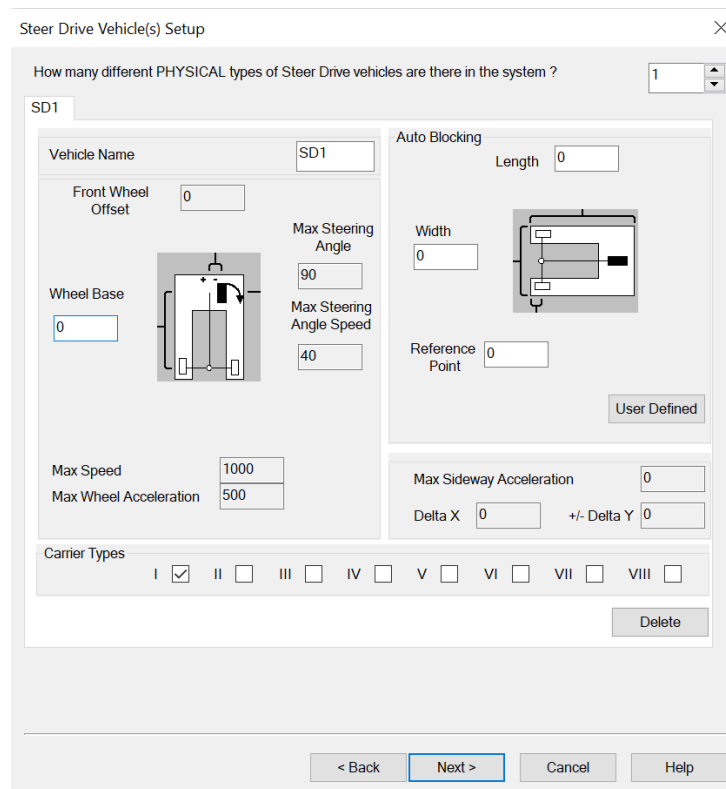 Steer Drive Vehicle(s) Setup
How many different PHYSICAL types of Steer Drive vehicles are there in the system ?
1
SD1
Vehicle Name
SD1
Front Wheel
Offset
0
Max Steering
Angle
90
Wheel Base
0
+ -
Max Steering
Angle Speed
40
Max Speed
1000
Max Wheel Acceleration
500
Auto Blocking
Length
0
Width
0
Reference
Point
0
User Defined
Max Sideway Acceleration
0
Delta X
0
+/- Delta Y
0
Carrier Types
I II III IV V VI VII VIII
Delete
< Back
Next >
Cancel
Help